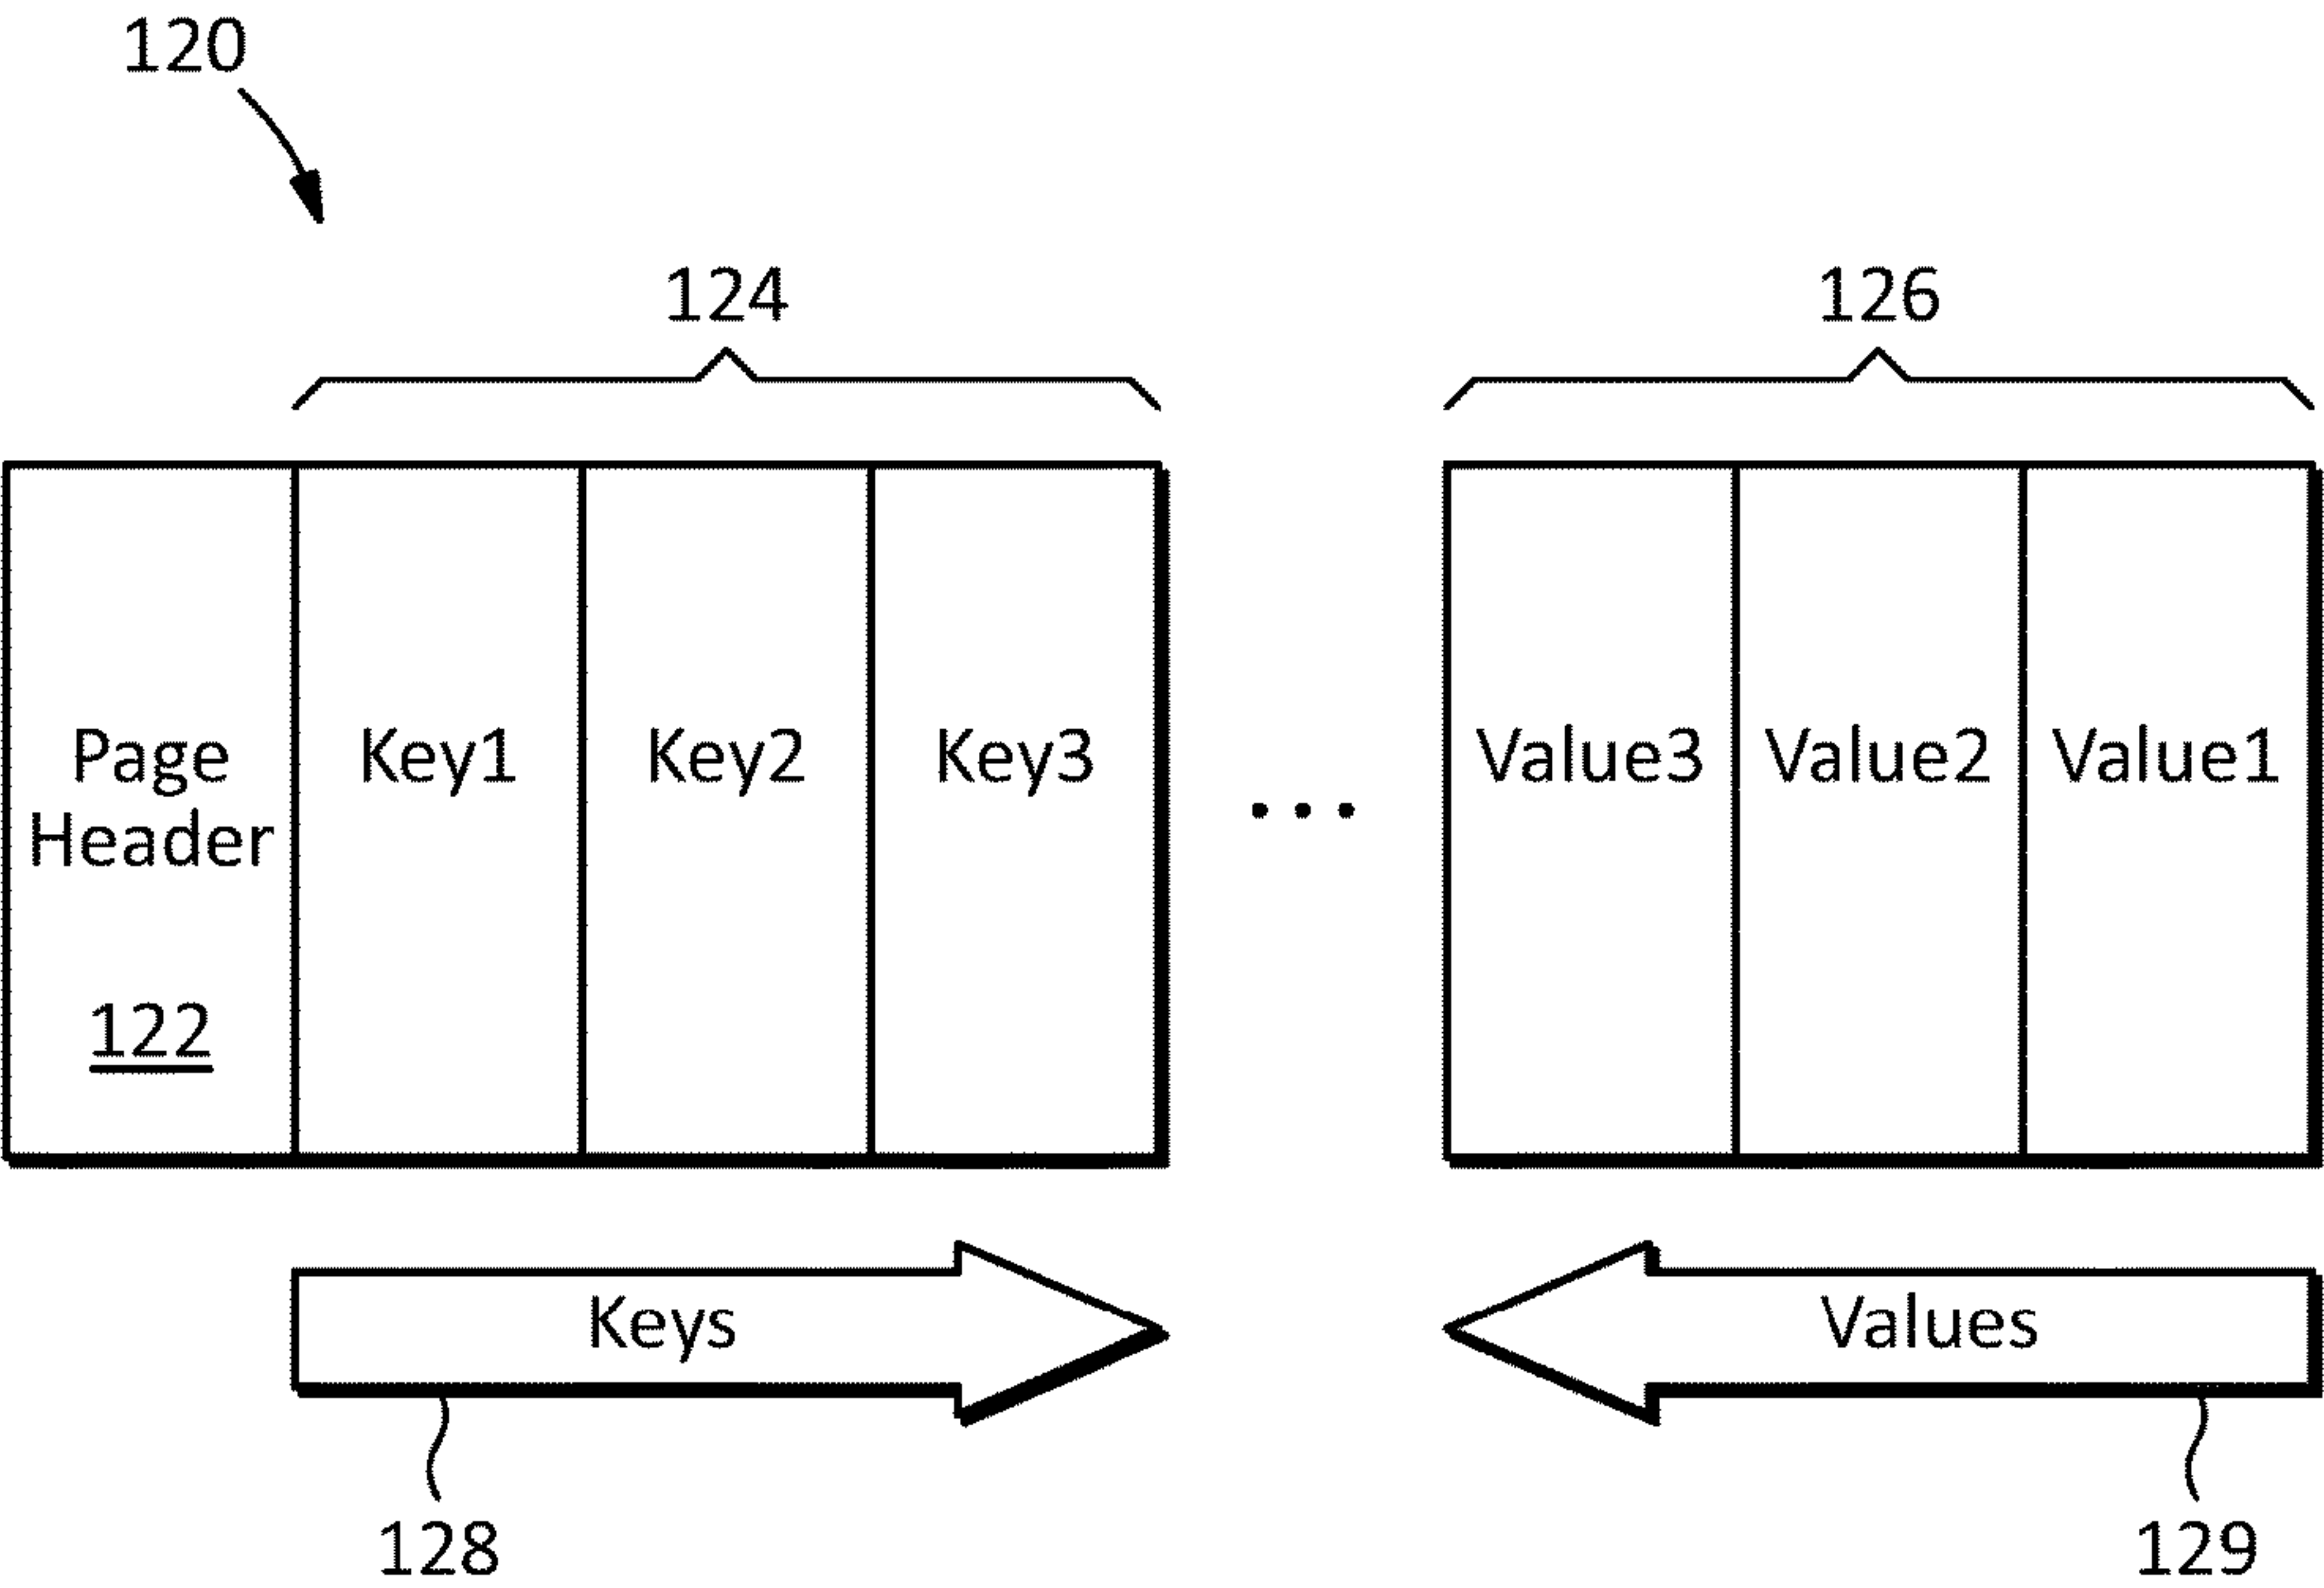 120
124
126
Page
Header
122
Key1
Key2
Key3
...
Value3
Value2
Value1
Keys
Values
128
129